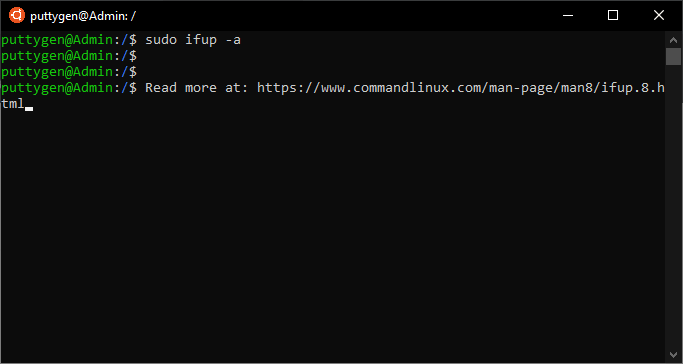 puttygen@Admin: /
puttygen@Admin:/$ sudo ifup -a
puttygen@Admin:/$
puttygen@Admin:/$
puttygen@Admin:/$ Read more at: https://www.commandlinux.com/man-page/man8/ifup.8.h
tml